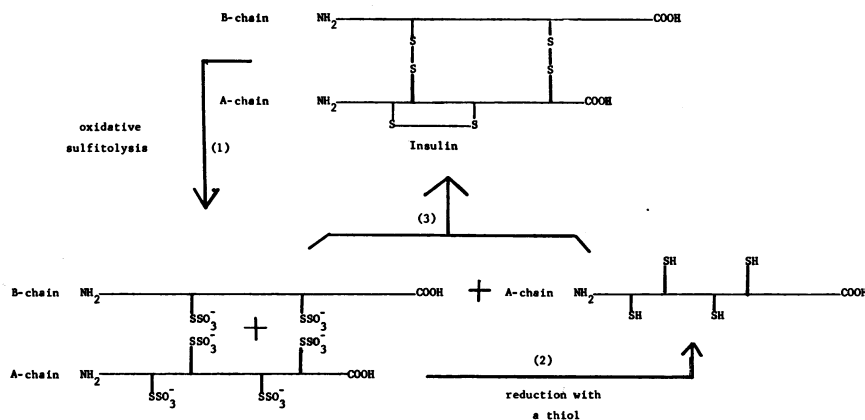 B-chain NH2 COOH
S S
S S
A-chain NH2 COOH
S S
Insulin
oxidative
sulfitolysis
(1)
(3)
SH SH
B-chain NH2 COOH + A-chain NH2 COOH
SSO3- SSO3- SH SH
+
SSO3- SSO3-
A-chain NH2 COOH
(2)
SSO3- SSO3-
reduction with
a thiol